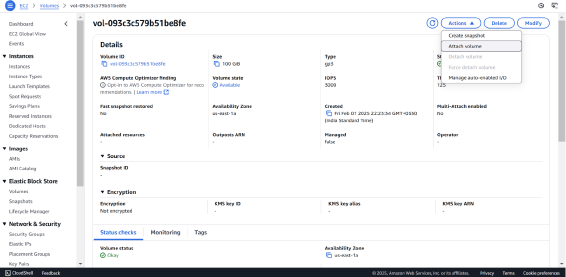 EC2 > Volumes > vol-093c3c579b51be8fe
vol-093c3c579b51be8fe
Actions
Delete
Modify
Create snapshot
Attach volume
Detach volume
Force detach volume
Manage auto-enabled I/O
Dashboard
EC2 Global View
Events
Instances
Instances
Instance Types
Launch Templates
Spot Requests
Savings Plans
Reserved Instances
Dedicated Hosts
Capacity Reservations
Images
AMIs
AMI Catalog
Elastic Block Store
Volumes
Snapshots
Lifecycle Manager
Network & Security
Security Groups
Elastic IPs
Placement Groups
Key Pairs
Details
Volume ID
vol-093c3c579b51be8fe
Size
100 GiB
Type
gp3
AWS Compute Optimizer finding
Opt-in to AWS Compute Optimizer for reco
mmendations. | Learn more
Volume state
Available
IOPS
3000
125
Fast snapshot restored
No
Availability Zone
us-east-1a
Created
Fri Feb 01 2025 22:23:54 GMT+0530
(India Standard Time)
Multi-Attach enabled
No
Attached resources
-
Outposts ARN
-
Managed
false
Operator
-
Source
Snapshot ID
-
Encryption
Encryption
Not encrypted
KMS key ID
-
KMS key alias
-
KMS key ARN
-
Status checks
Monitoring
Tags
Volume status
Okay
Availability Zone
us-east-1a
CloudShell
Feedback
© 2025, Amazon Web Services, Inc. or its affiliates.
Privacy
Terms
Cookie preferences